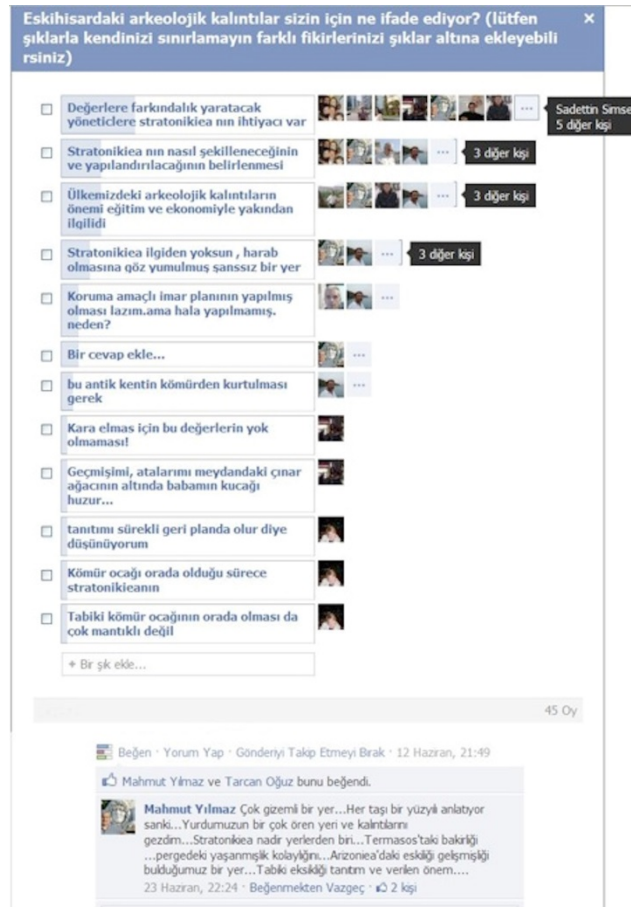 Eskihisardaki arkeolojik kalıntılar sizin için ne ifade ediyor? (lütfen
şıklarla kendinizi sınırlamayın farklı fikirlerinizi şıklar altına ekleyebili
rsiniz)
Değerlere farkındalık yaratacak
yöneticlere stratonikiea nın ihtiyacı var
Sadettin Simse
5 diğer kişi
Stratonikiea nın nasıl şekilleneceğinin
ve yapılandırılacağının belirlenmesi
3 diğer kişi
Ülkemizdeki arkeolojik kalıntıların
önemi eğitim ve ekonomiyle yakından
ilgilidi
3 diğer kişi
Stratonikiea ilgiden yoksun , harab
olmasına göz yumulmuş şanssız bir yer
3 diğer kişi
Koruma amaçlı imar planının yapılmış
olması lazım.ama hala yapılmamış.
neden?
Bir cevap ekle...
bu antik kentin kömürden kurtulması
gerek
Kara elmas için bu değerlerin yok
olmaması!
Geçmişimi, atalarımı meydandaki çınar
ağacının altında babamın kucağı
huzur...
tanıtımı sürekli geri planda olur diye
düşünüyorum
Kömür ocağı orada olduğu sürece
stratonikieanın
Tabiki kömür ocağının orada olması da
çok mantıklı değil
+ Bir şık ekle...
45 Oy
Beğen · Yorum Yap · Gönderiyi Takip Etmeyi Bırak · 12 Haziran, 21:49
Mahmut Yılmaz ve Tarcan Oğuz bunu beğendi.
Mahmut Yılmaz Çok gizemli bir yer...Her taşı bir yüzyılı anlatıyor
sanki...Yurdumuzun bir çok ören yeri ve kalıntılarını
gezdim...Stratonikiea nadir yerlerden biri...Termasos'taki bakirliği
...pergedeki yaşanmışlık kolaylığını...Arizoniea'daki eskiliği gelişmişliği
bulduğumuz bir yer...Tabiki eksikliği tanıtım ve verilen önem....
23 Haziran, 22:24 · Beğenmekten Vazgeç · 2 kişi